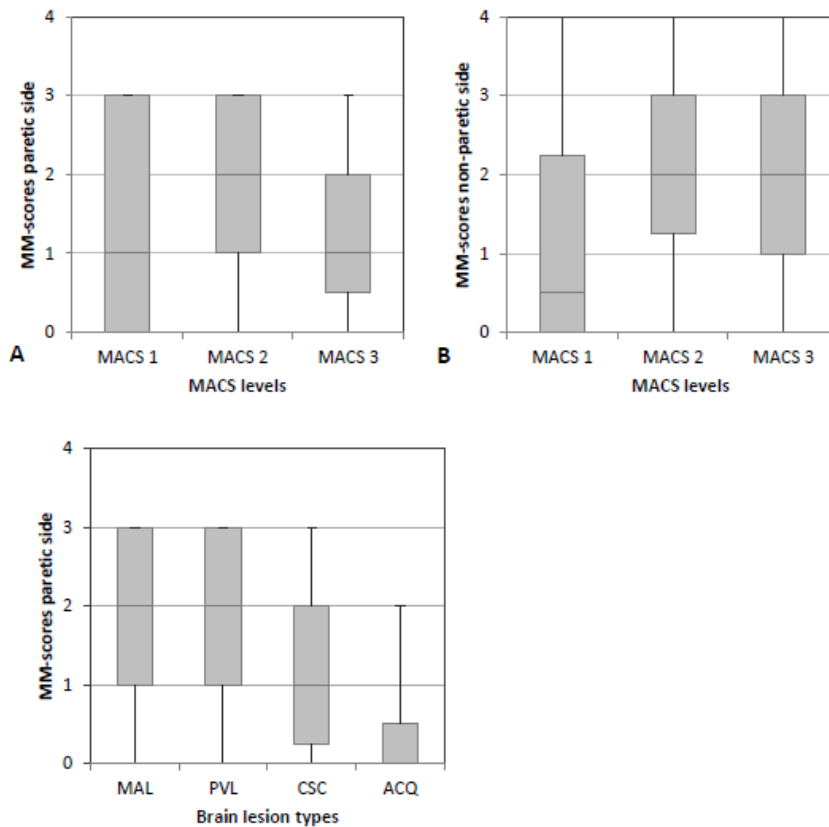 MM-scores paretic side
4
3
2
1
0
MACS 1 MACS 2 MACS 3
MACS levels
A
MM-scores non-paretic side
4
3
2
1
0
MACS 1 MACS 2 MACS 3
MACS levels
B
MM-scores paretic side
4
3
2
1
0
MAL PVL CSC ACQ
Brain lesion types